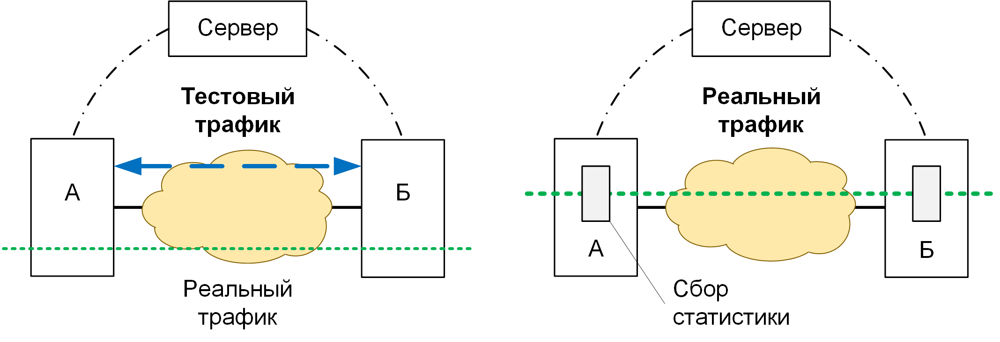 Сервер
Тестовый
трафик
А
Б
Реальный
трафик
Сервер
Реальный
трафик
А
Б
Сбор
статистики